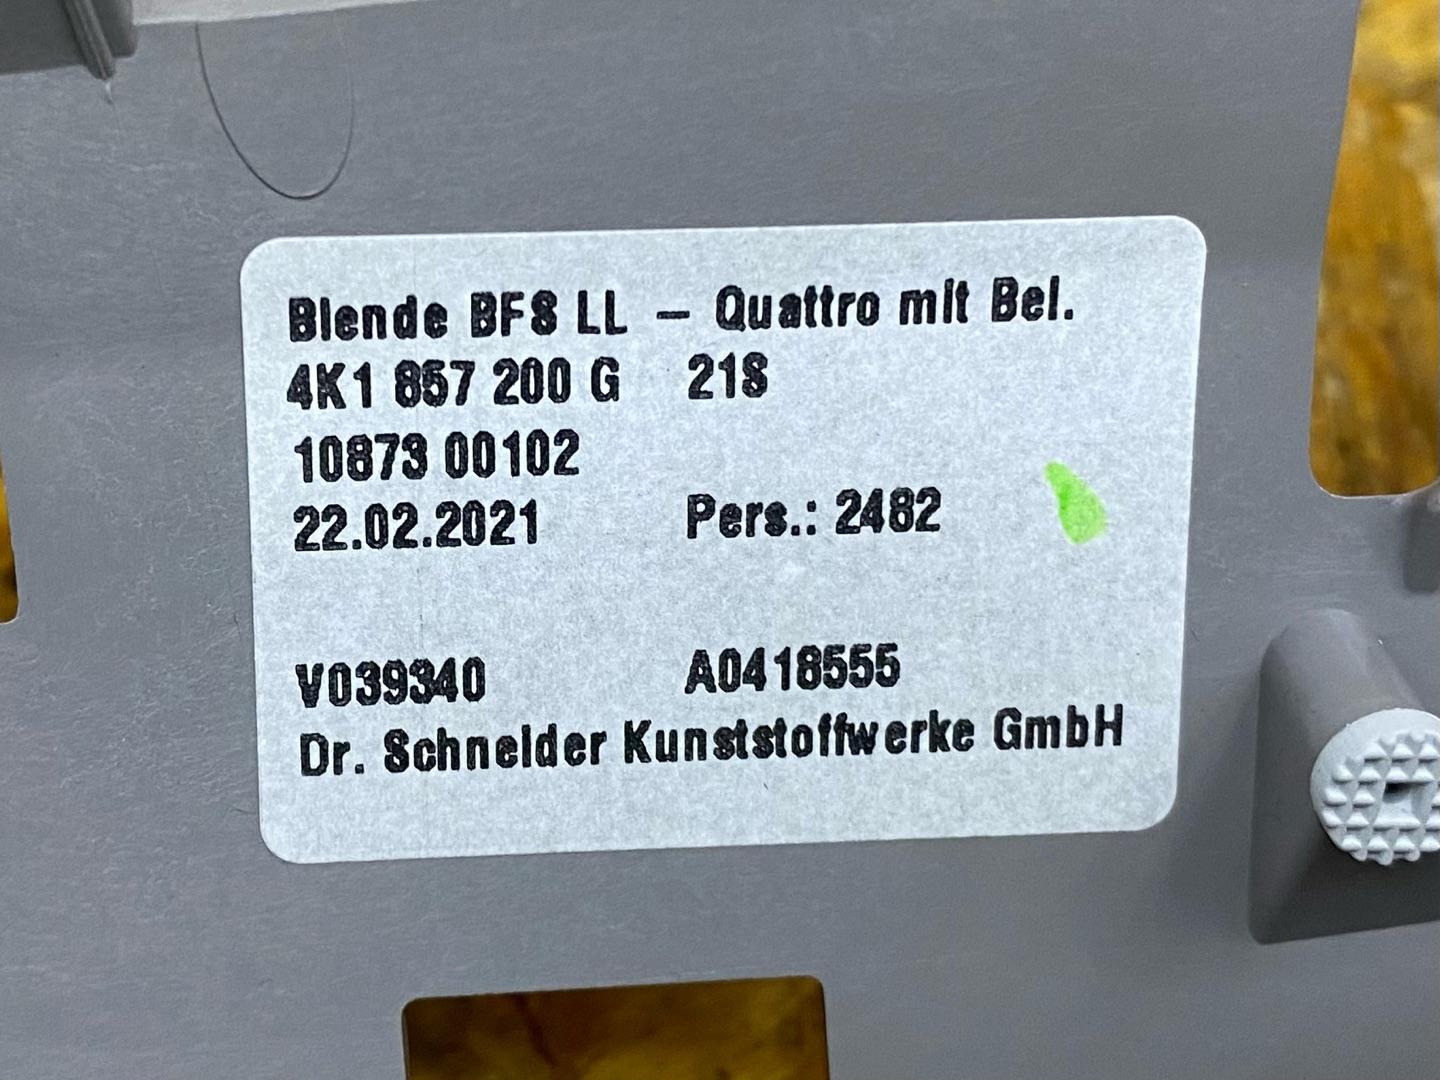 Blende BFS LL – Quattro mit Bel.
4K1 857 200 G 21S
10873 00102
22.02.2021 Pers.: 2482
V039340 A0418555
Dr. Schneider Kunststoffwerke GmbH